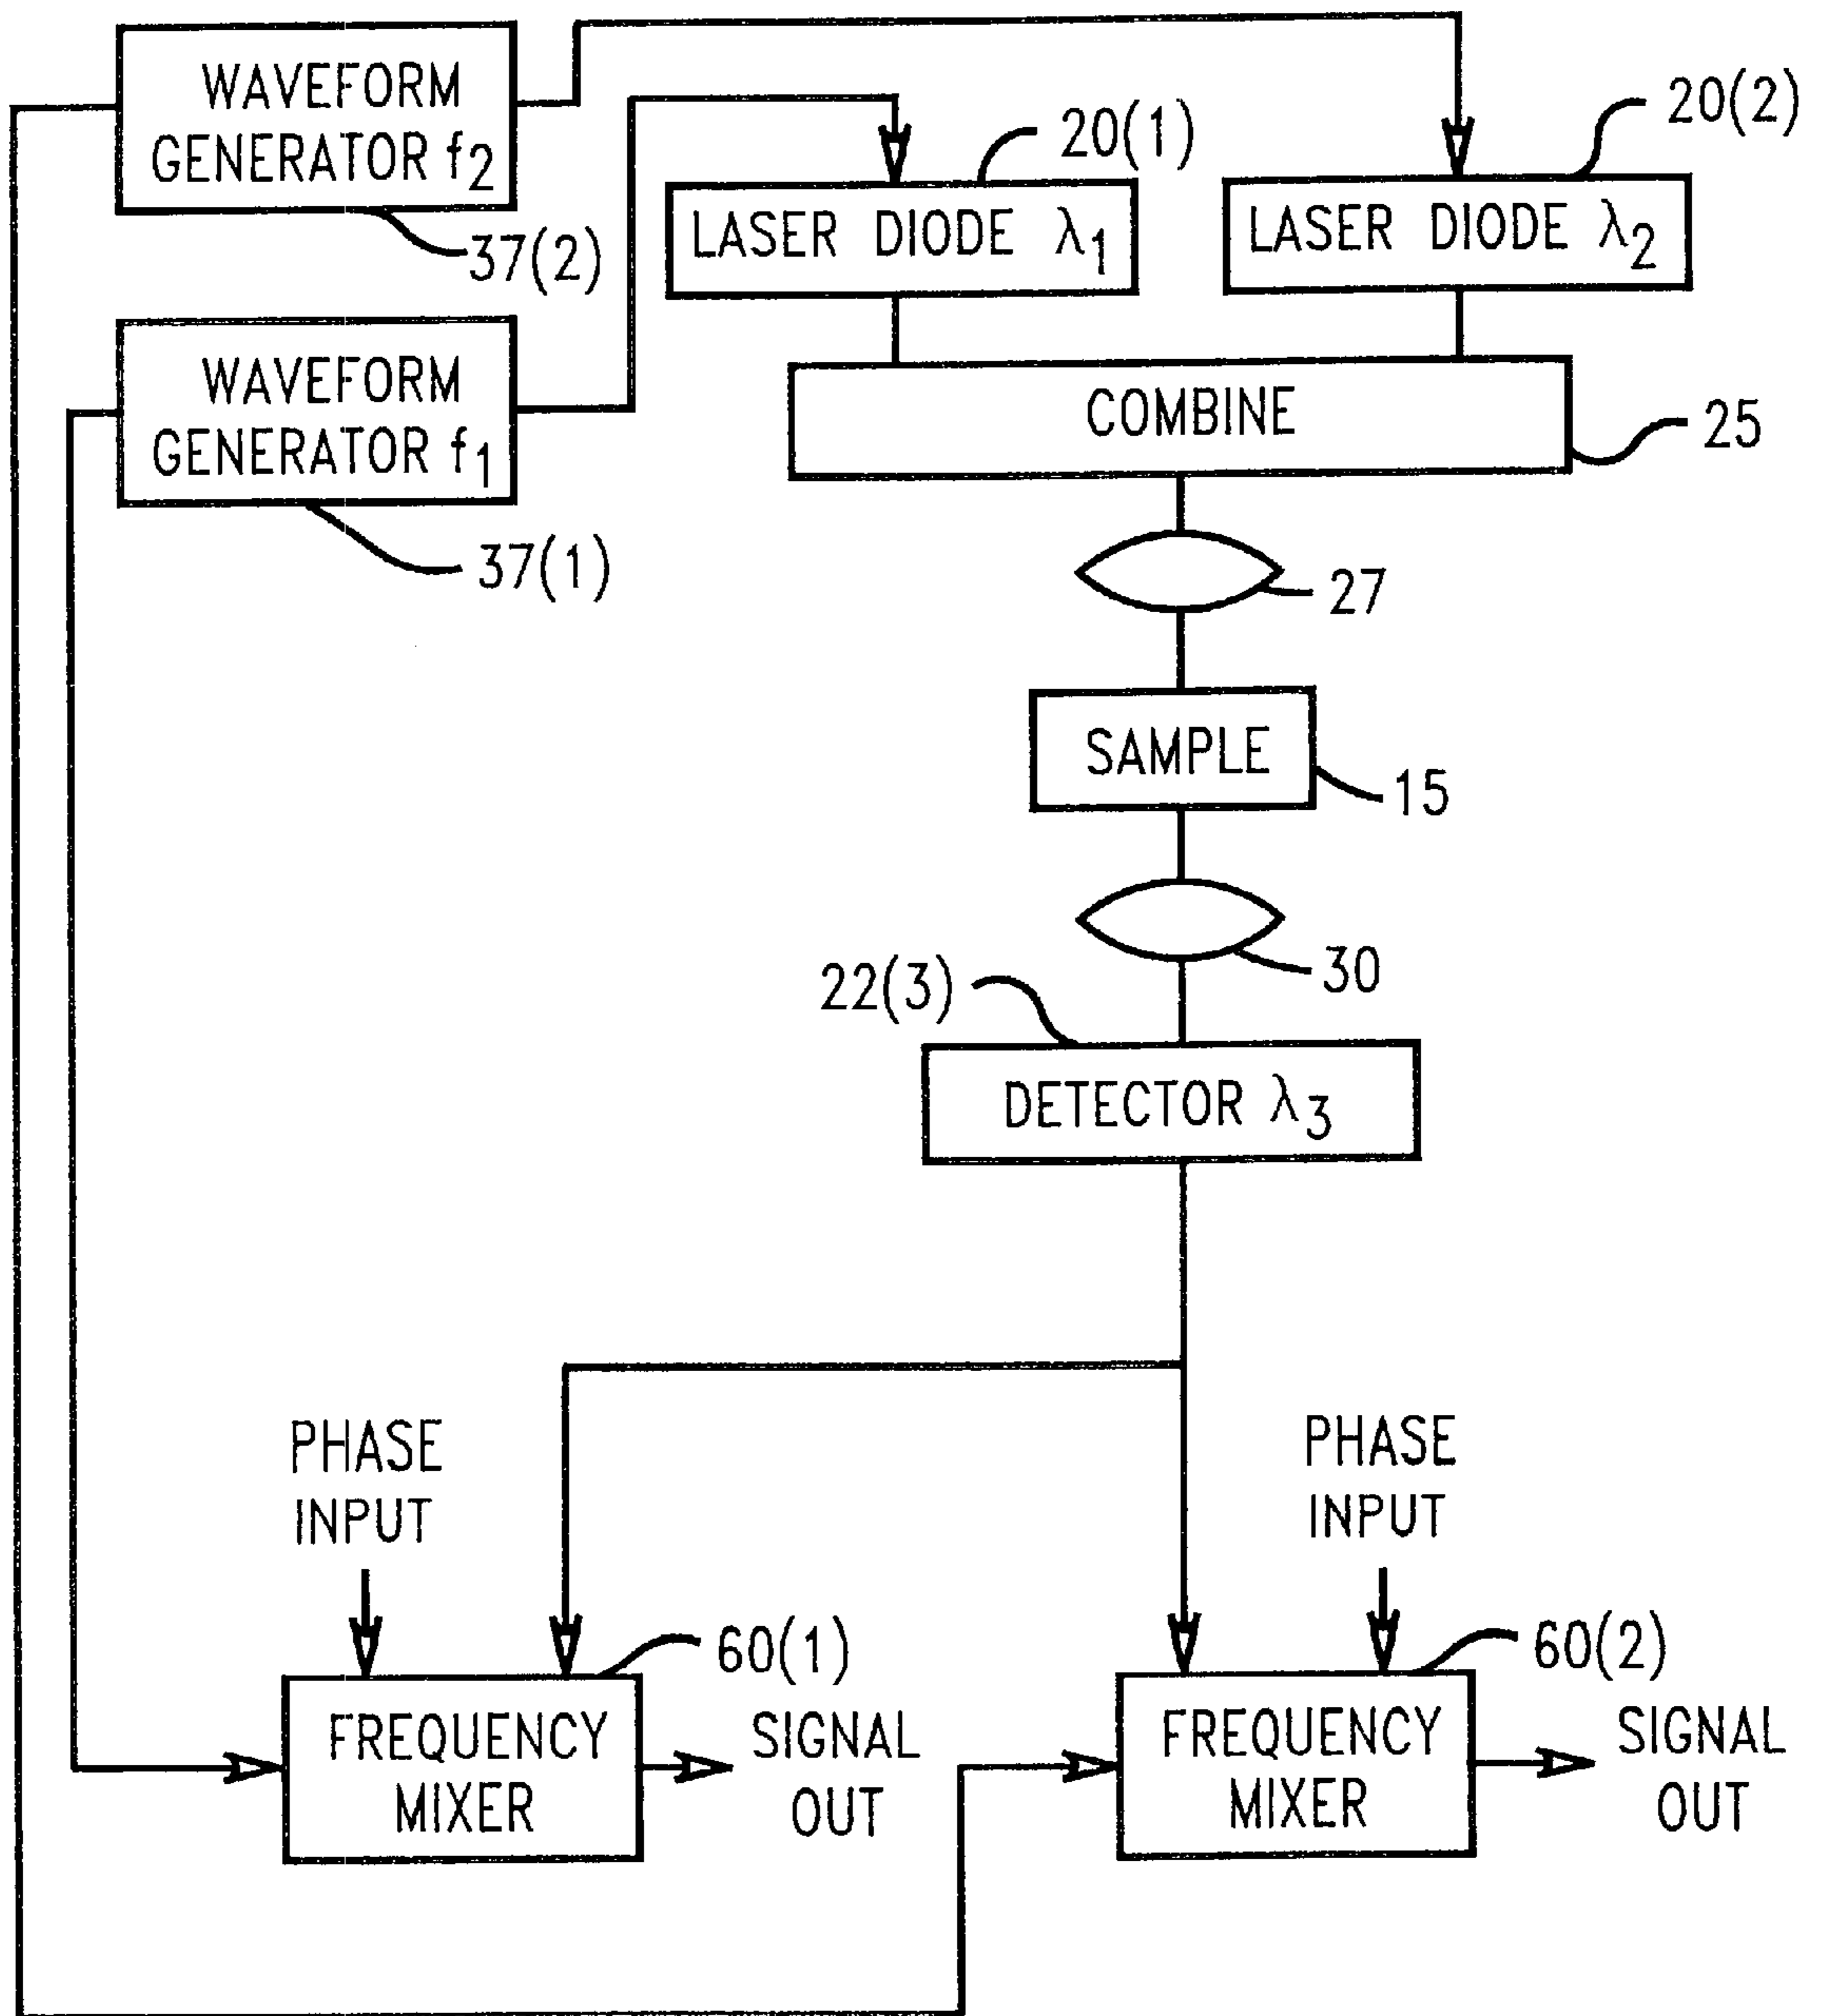 WAVEFORM
GENERATOR f2
37(2)
20(1)
20(2)
LASER DIODE λ1
LASER DIODE λ2
WAVEFORM
GENERATOR f1
37(1)
COMBINE
25
27
SAMPLE
15
30
22(3)
DETECTOR λ3
PHASE
INPUT
PHASE
INPUT
60(1)
60(2)
FREQUENCY
MIXER
SIGNAL
OUT
FREQUENCY
MIXER
SIGNAL
OUT